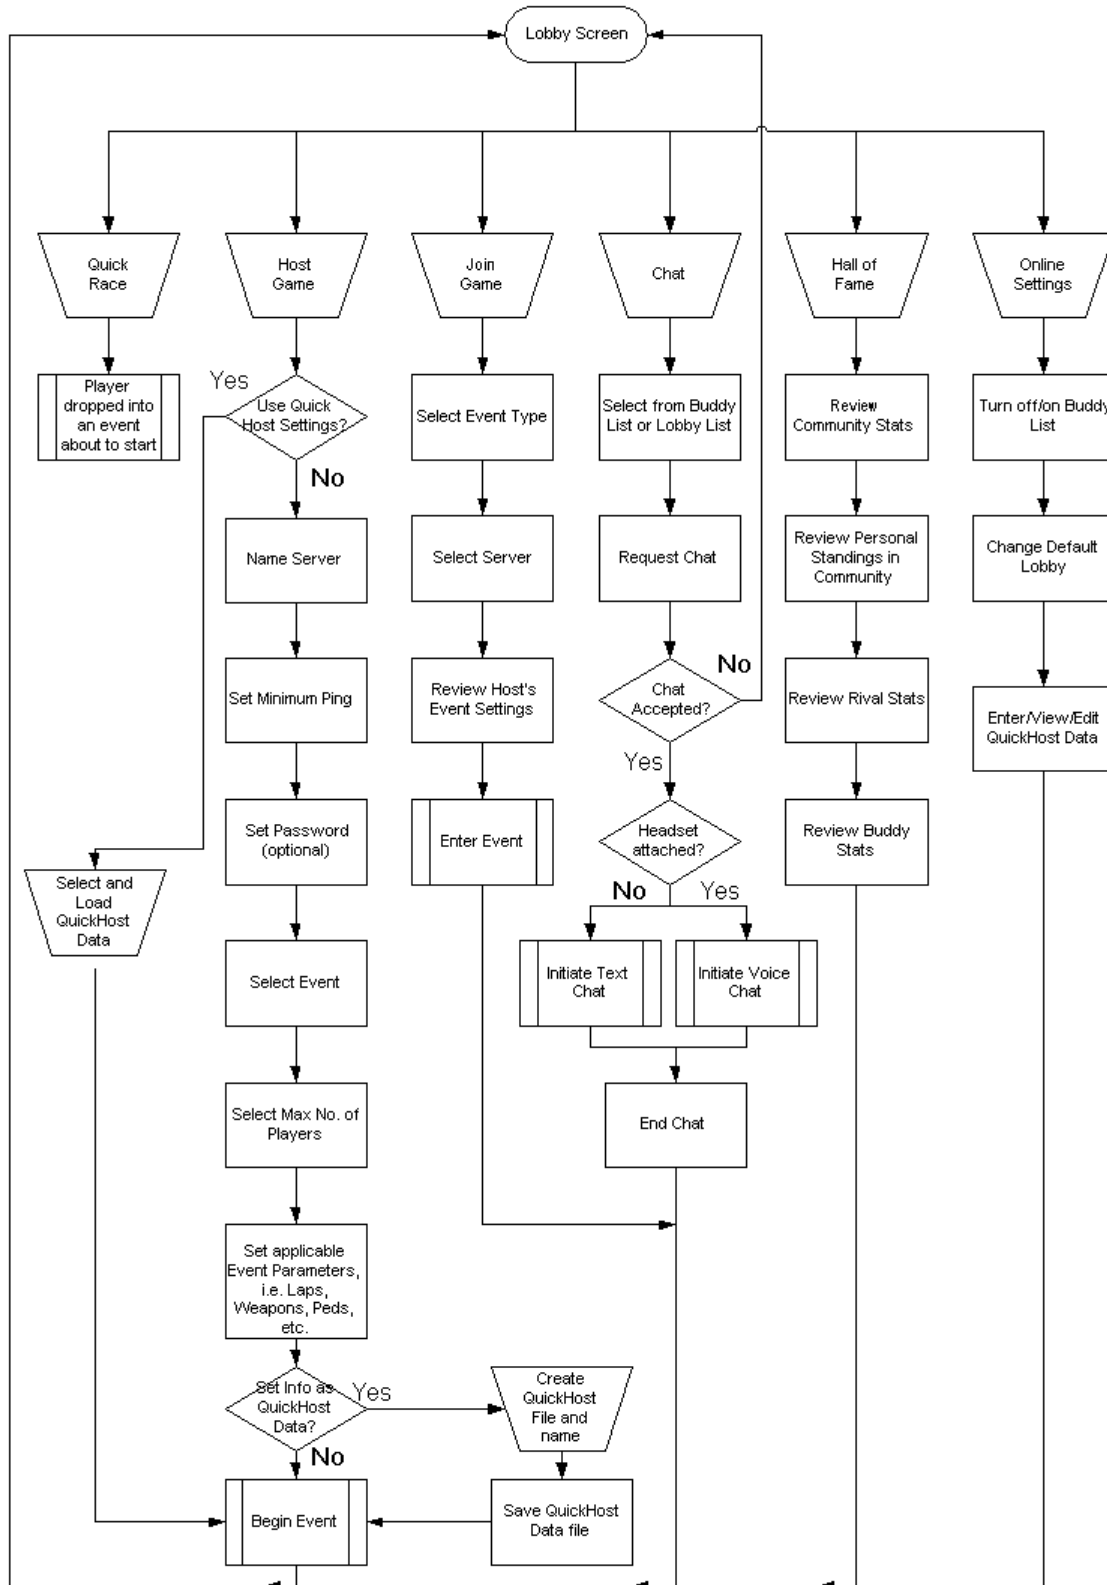 Lobby Screen
Quick
Race
Host
Game
Join
Game
Chat
Hall of
Fame
Online
Settings
Player
dropped into
an event
about to start
Yes
Use Quick
Host Settings?
No
Select Event Type
Select from Buddy
List or Lobby List
Review
Community Stats
Turn off/on Buddy
List
Name Server
Select Server
Request Chat
Review Personal
Standings in
Community
Change Default
Lobby
Set Minimum Ping
Review Host's
Event Settings
Chat
Accepted?
No
Yes
Review Rival Stats
Enter/View/Edit
QuickHost Data
Set Password
(optional)
Enter Event
Headset
attached?
No
Yes
Review Buddy
Stats
Select and
Load
QuickHost
Data
Select Event
Initiate Text
Chat
Initiate Voice
Chat
Select Max No. of
Players
End Chat
Set applicable
Event Parameters,
i.e. Laps,
Weapons, Peds,
etc.
Set Info as
QuickHost
Data?
Yes
No
Create
QuickHost
File and
name
Begin Event
Save QuickHost
Data file